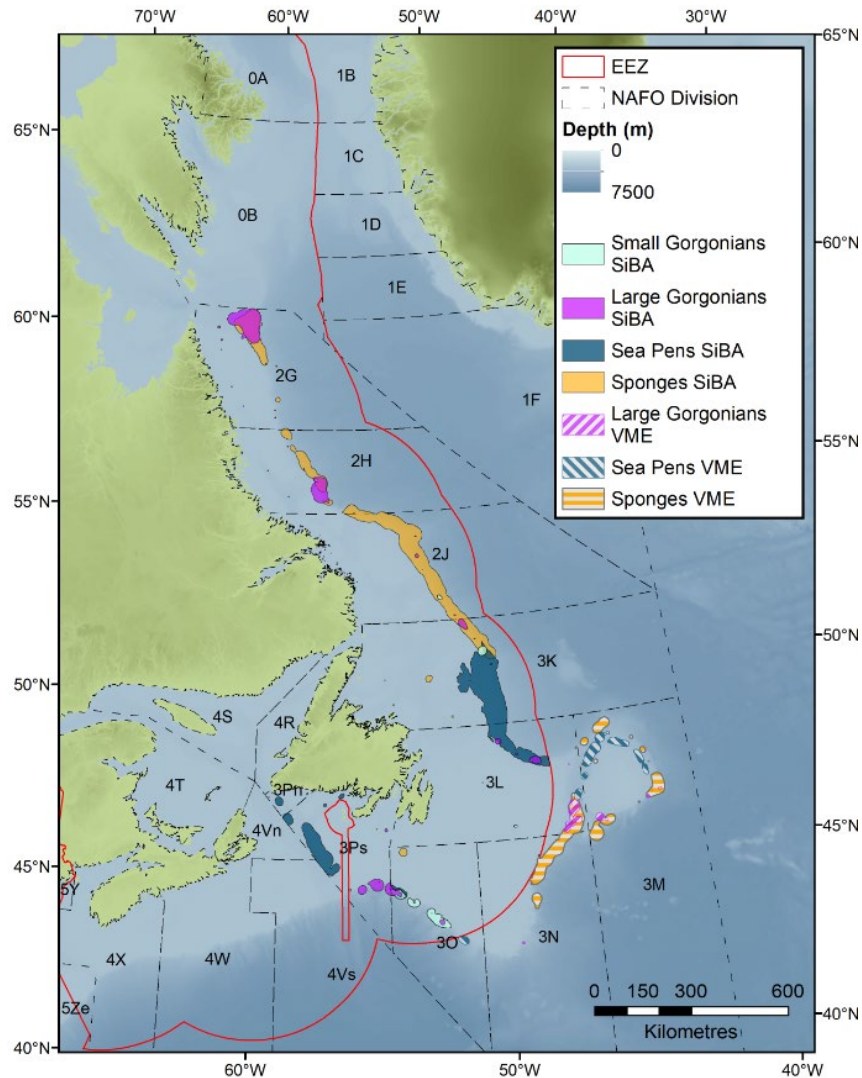 70°W 60°W 50°W 40°W 30°W
65°N
0A 1B
EEZ
NAFO Division
Depth (m)
0
7500
Small Gorgonians
SiBA
Large Gorgonians
SiBA
Sea Pens SiBA
Sponges SiBA
Large Gorgonians
VME
Sea Pens VME
Sponges VME
65°N
1C
0B
1D
60°N
1E
60°N
2G
1F
55°N
2H
55°N
2J
50°N
3K
50°N
4S 4R
3L
4T
3Pn
4Vn
45°N
3Ps
45°N
5Y
3M
3N
3O
4X 4W
4Vs
5Ze
0 150 300 600
Kilometres
40°N
40°N
60°W 50°W 40°W